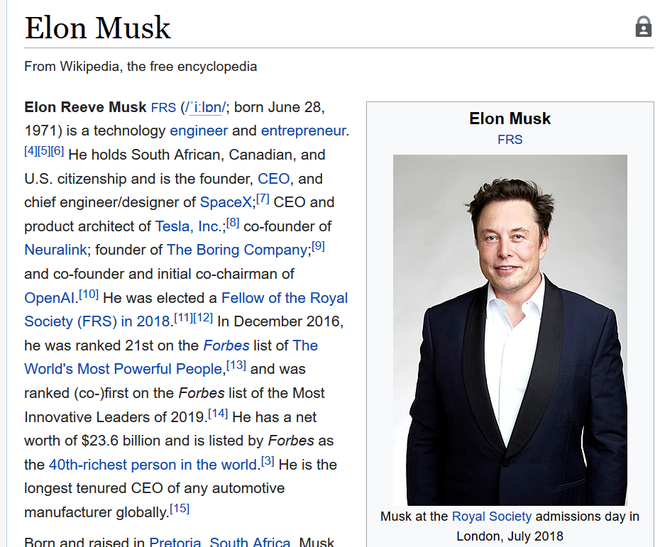 Elon Musk
From Wikipedia, the free encyclopedia
Elon Reeve Musk FRS (/ˈiːlɒn/; born June 28,
1971) is a technology engineer and entrepreneur.
[4][5][6] He holds South African, Canadian, and
U.S. citizenship and is the founder, CEO, and
chief engineer/designer of SpaceX;[7] CEO and
product architect of Tesla, Inc.;[8] co-founder of
Neuralink; founder of The Boring Company;[9]
and co-founder and initial co-chairman of
OpenAI.[10] He was elected a Fellow of the Royal
Society (FRS) in 2018.[11][12] In December 2016,
he was ranked 21st on the Forbes list of The
World's Most Powerful People,[13] and was
ranked (co-)first on the Forbes list of the Most
Innovative Leaders of 2019.[14] He has a net
worth of $23.6 billion and is listed by Forbes as
the 40th-richest person in the world.[3] He is the
longest tenured CEO of any automotive
manufacturer globally.[15]
Born and raised in Pretoria, South Africa, Musk
Elon Musk
FRS
Musk at the Royal Society admissions day in
London, July 2018